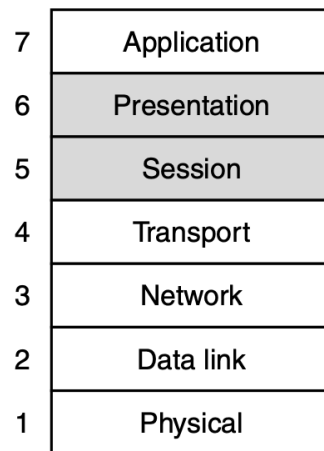 7 Application
6 Presentation
5 Session
4 Transport
3 Network
2 Data link
1 Physical